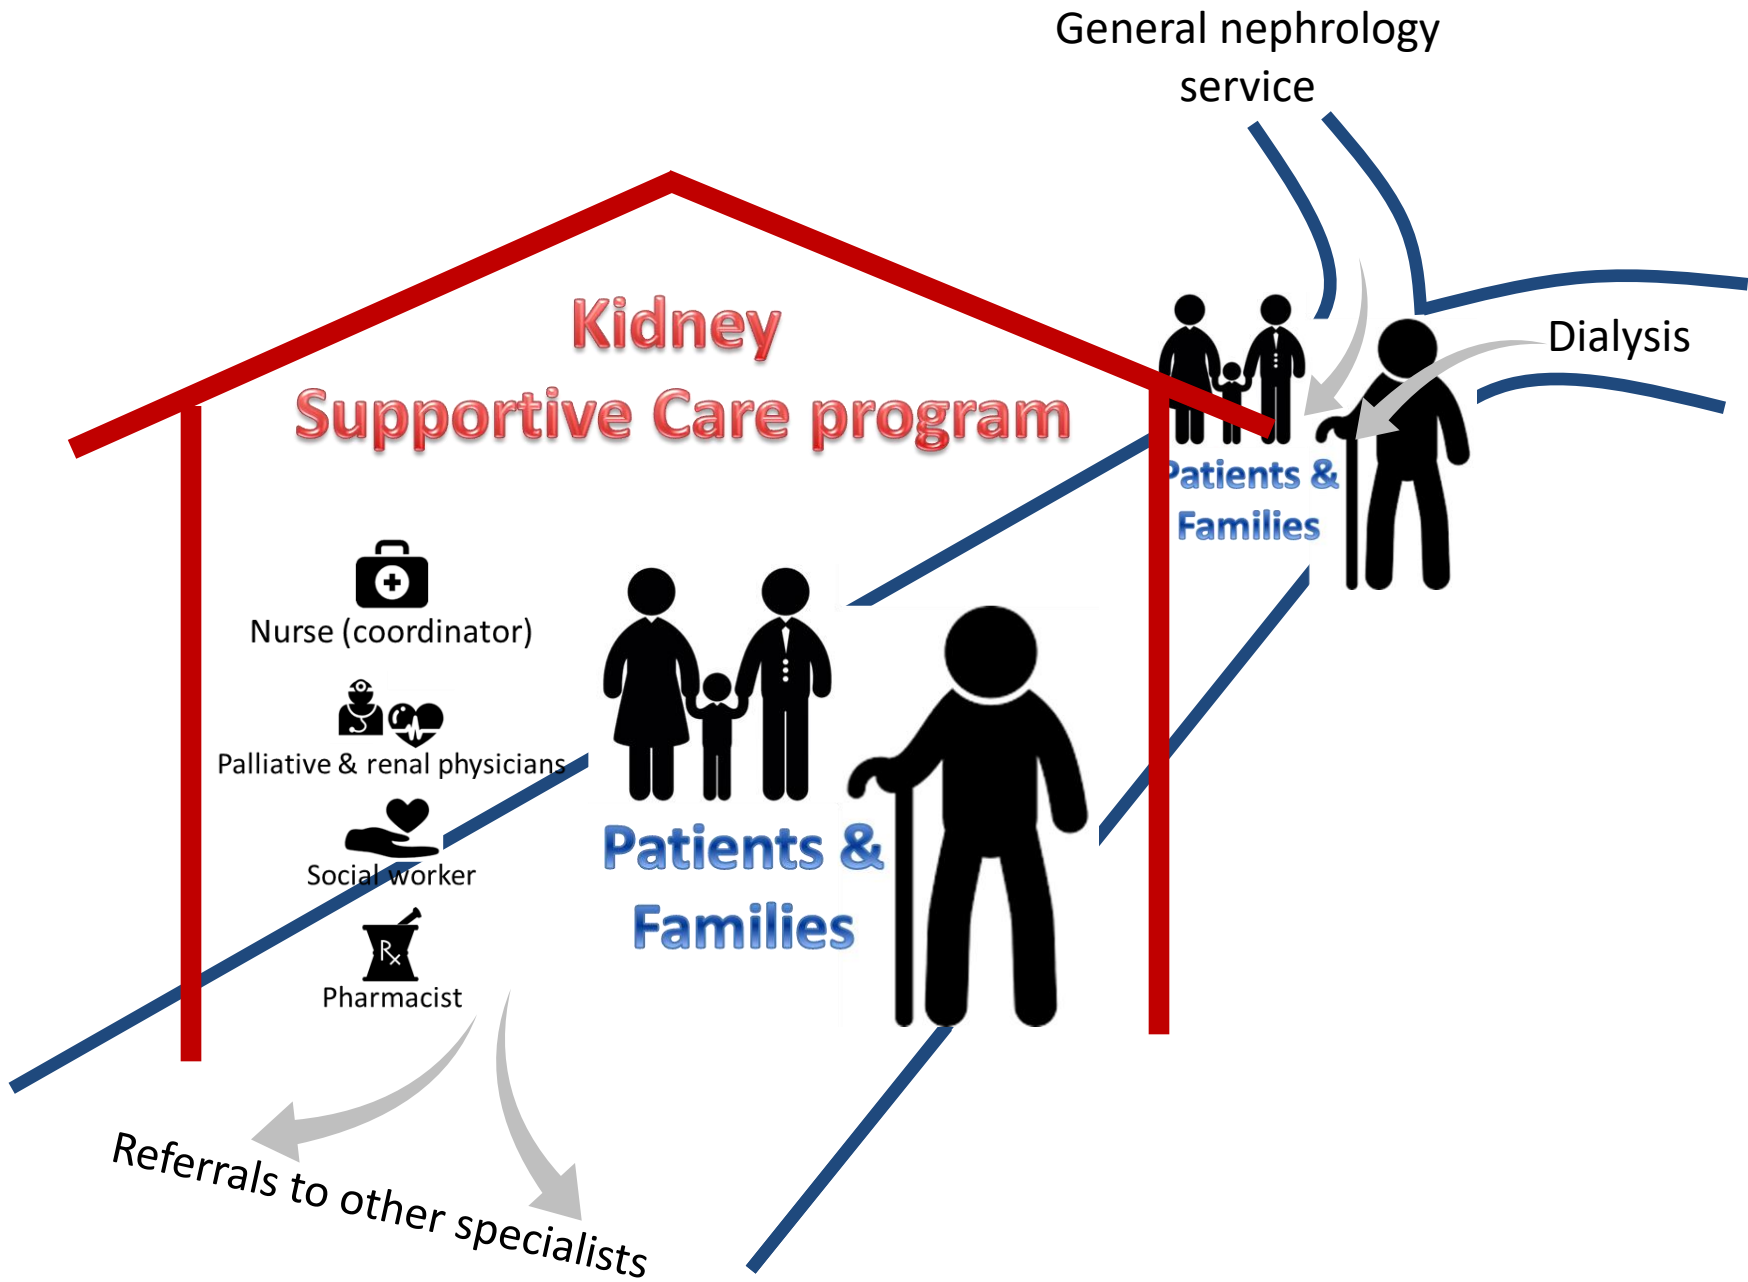 General nephrology
service
Kidney
Supportive Care program
Dialysis
Patients &
Families
Nurse (coordinator)
Palliative & renal physicians
Social worker
Rx
Pharmacist
Patients &
Families
Referrals to other specialists